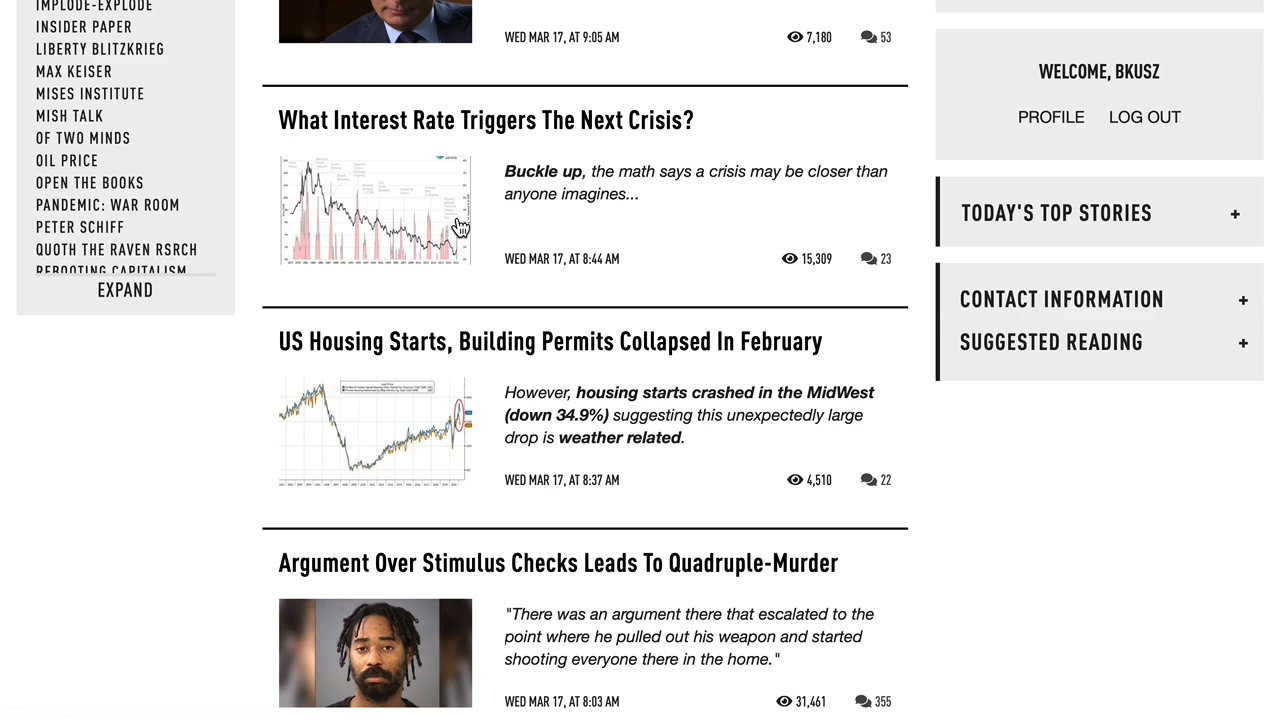 IMPLODE-EXPLODE
INSIDER PAPER
LIBERTY BLITZKRIEG
MAX KEISER
MISES INSTITUTE
MISH TALK
OF TWO MINDS
OIL PRICE
OPEN THE BOOKS
PANDEMIC: WAR ROOM
PETER SCHIFF
QUOTH THE RAVEN RSRCH
REBOOTING CAPITALISM
EXPAND
WED MAR 17, AT 9:05 AM 7,180 53
What Interest Rate Triggers The Next Crisis?
Buckle up, the math says a crisis may be closer than
anyone imagines...
WED MAR 17, AT 8:44 AM 15,309 23
US Housing Starts, Building Permits Collapsed In February
However, housing starts crashed in the MidWest
(down 34.9%) suggesting this unexpectedly large
drop is weather related.
WED MAR 17, AT 8:37 AM 4,510 22
Argument Over Stimulus Checks Leads To Quadruple-Murder
"There was an argument there that escalated to the
point where he pulled out his weapon and started
shooting everyone there in the home."
WED MAR 17, AT 8:03 AM 31,461 355
WELCOME, BKUSZ
PROFILE LOG OUT
TODAY'S TOP STORIES +
CONTACT INFORMATION +
SUGGESTED READING +